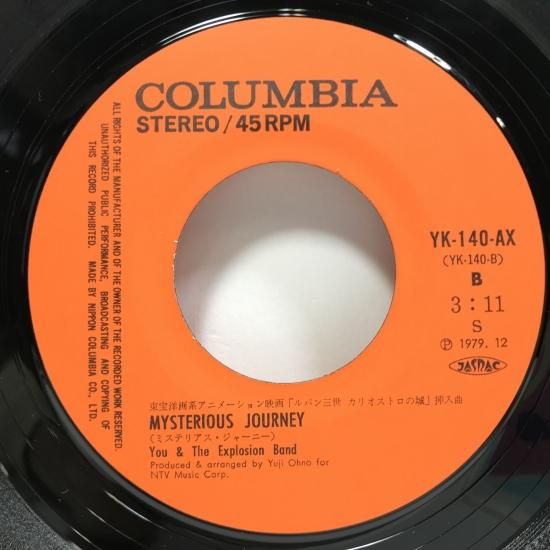 COLUMBIA
STEREO/45RPM
ALL RIGHTS OF THE MANUFACTURER AND OF THE OWNER OF THE RECORDED WORK RESERVED.
UNAUTHORIZED PUBLIC PERFORMANCE, BROADCASTING AND COPYING OF
THIS RECORD PROHIBITED. MADE BY NIPPON COLUMBIA CO., LTD.
YK-140-AX
(YK-140-B)
B
3:11
S
Ⓟ 1979. 12
JASRAC
東宝洋画系アニメーション映画「ルパン三世 カリオストロの城」挿入曲
MYSTERIOUS JOURNEY
(ミステリアス・ジャーニー)
You & The Explosion Band
Produced & arranged by Yuji Ohno for
NTV Music Corp.